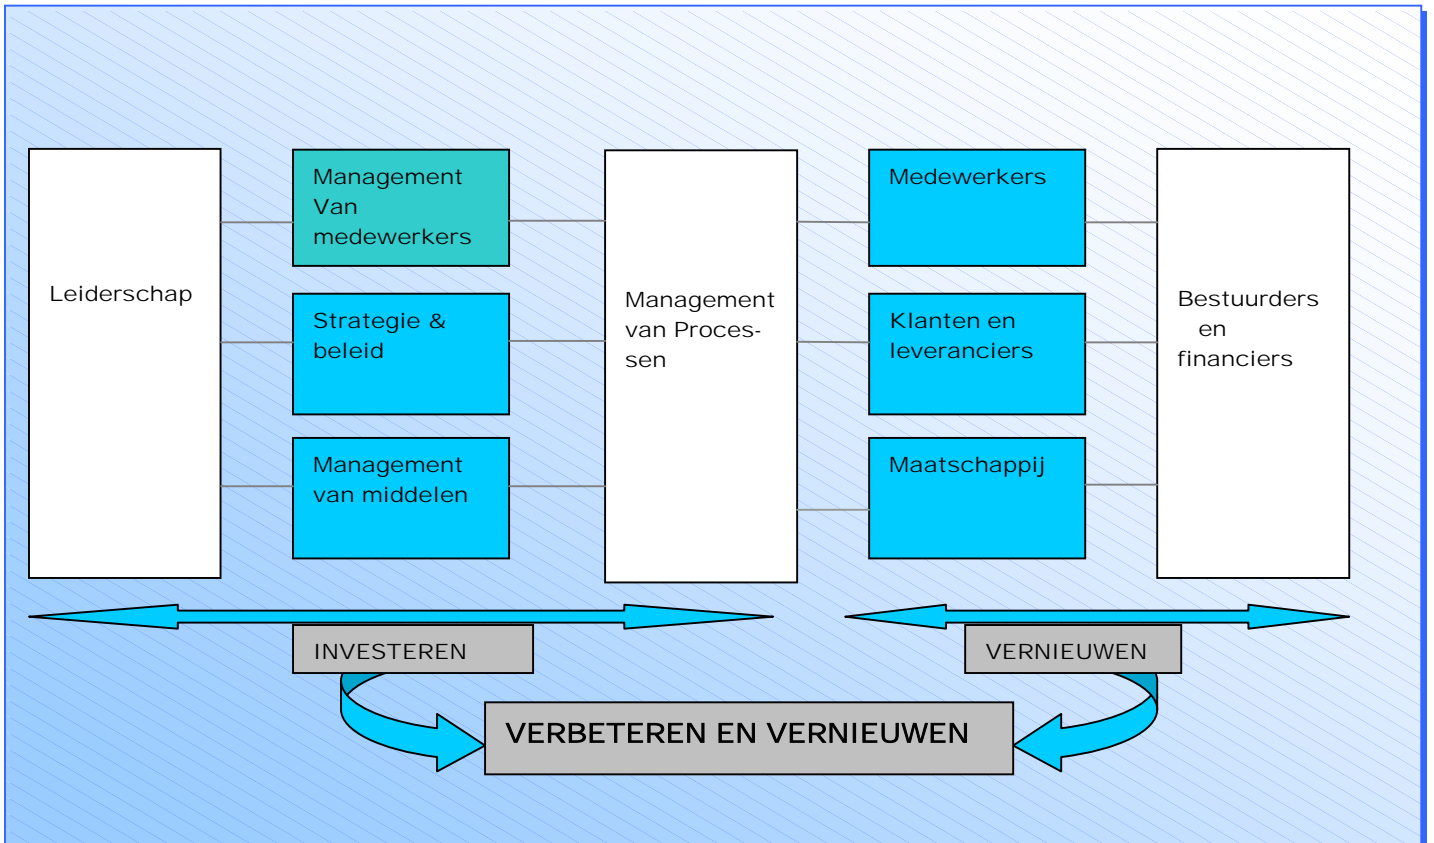 Leiderschap
Management
Van
medewerkers
Strategie &
beleid
Management
van middelen
Management
van Proces-
sen
Medewerkers
Klanten en
leveranciers
Maatschappij
Bestuurders
en
financiers
INVESTEREN
VERNIEUWEN
VERBETEREN EN VERNIEUWEN